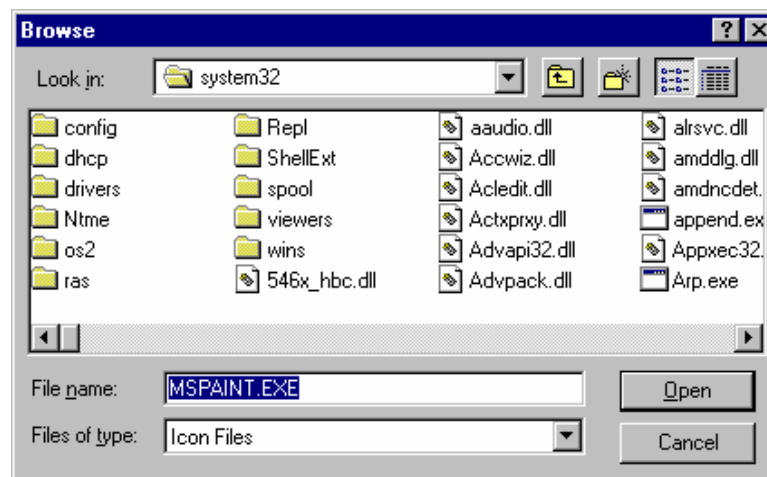 Browse
Look in: system32
config Repl aaudio.dll alrsvc.dll
dhcp ShellExt Accwiz.dll amddlg.dll
drivers spool Acledit.dll amdncdet.
Ntme viewers Actxprxy.dll append.ex
os2 wins Advapi32.dll Appxec32.
ras 546x_hbc.dll Advpack.dll Arp.exe
File name: MSPAINT.EXE Open
Files of type: Icon Files Cancel